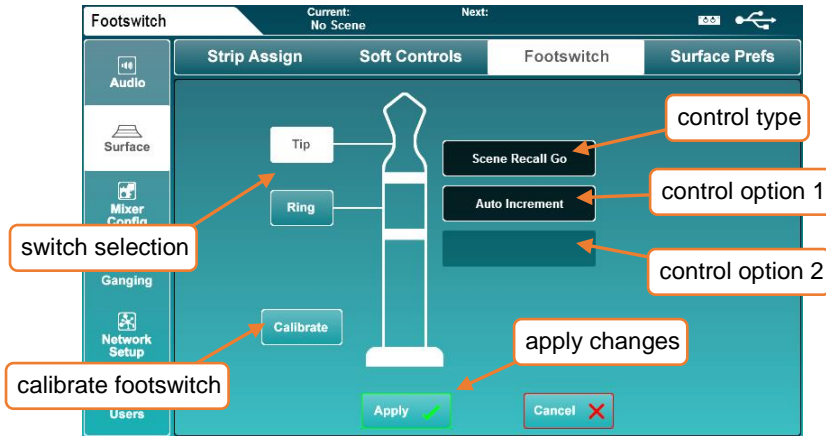 Footswitch
Current:
No Scene
Next:
Strip Assign
Soft Controls
Footswitch
Surface Prefs
Audio
Surface
Mixer
Config
Ganging
Network
Setup
Users
Tip
Ring
Calibrate
Scene Recall Go
Auto Increment
Apply
Cancel
control type
control option 1
control option 2
switch selection
calibrate footswitch
apply changes